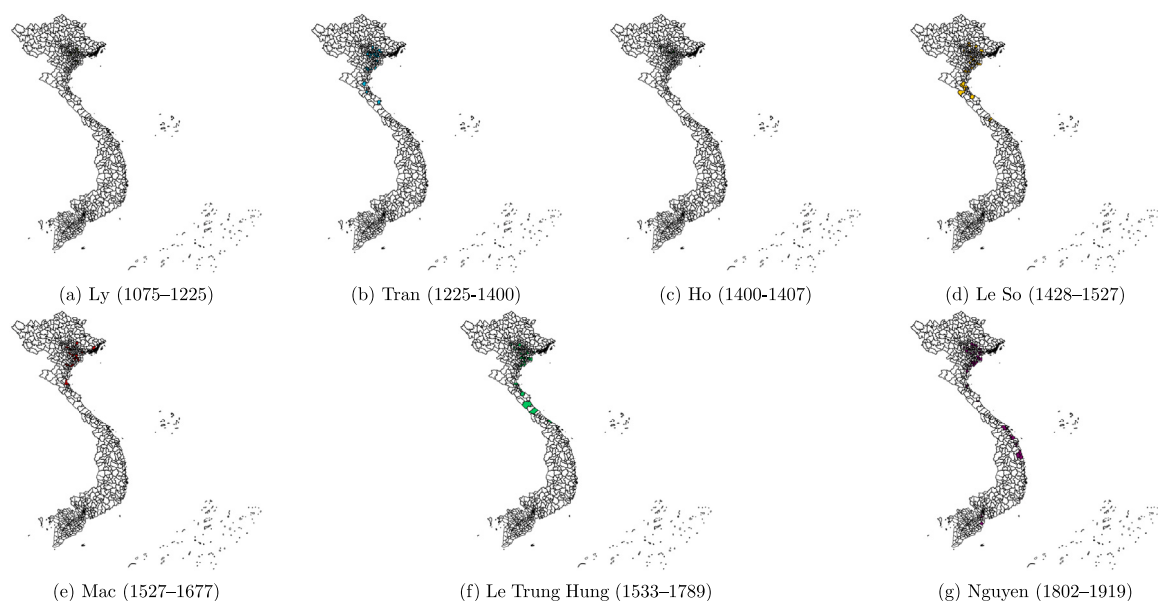 (a) Ly (1075–1225)
(b) Tran (1225-1400)
(c) Ho (1400-1407)
(d) Le So (1428–1527)
(e) Mac (1527–1677)
(f) Le Trung Hung (1533–1789)
(g) Nguyen (1802–1919)